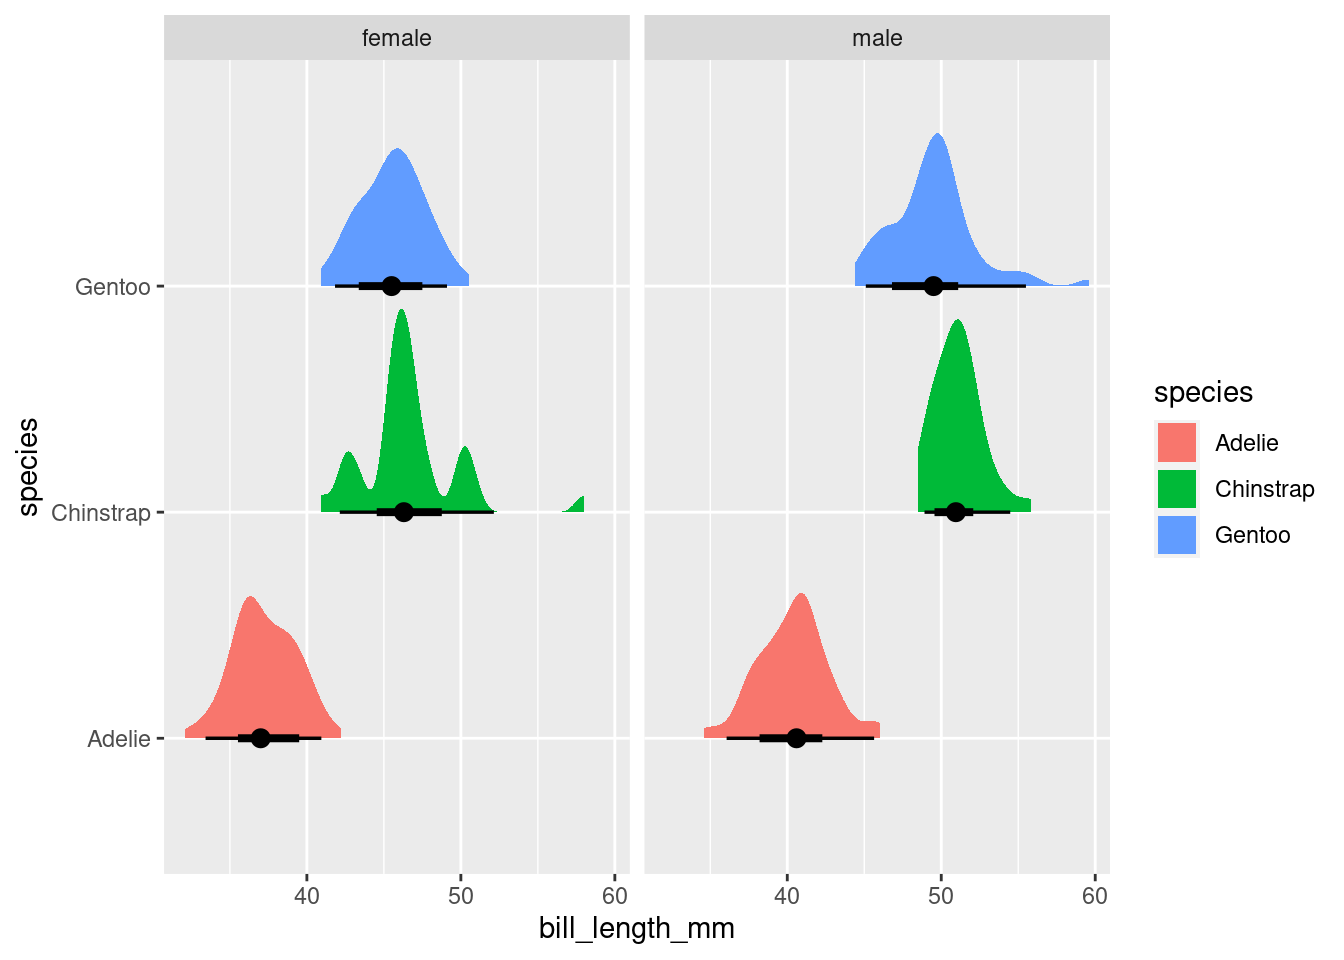 female
male
Gentoo
Chinstrap
Adelie
species
40
50
60
40
50
60
bill_length_mm
species
Adelie
Chinstrap
Gentoo